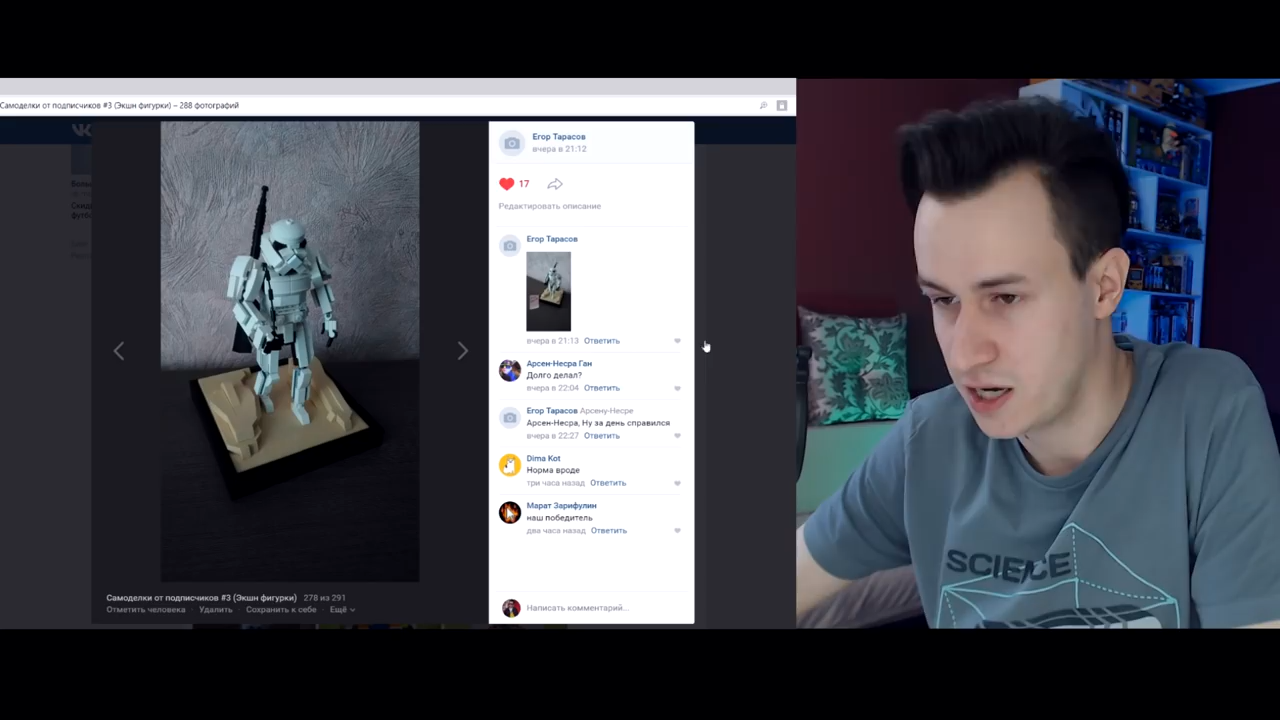 Самоделки от подписчиков #3 (Экшн фигурки) – 288 фотографий
Егор Тарасов
вчера в 21:12
17
Редактировать описание
Егор Тарасов
вчера в 21:13 Ответить
Арсен-Несра Ган
Долго делал?
вчера в 22:04 Ответить
Егор Тарасов Арсену-Несре
Арсен-Несра, Ну за день справился
вчера в 22:27 Ответить
Dima Kot
Норма вроде
три часа назад Ответить
Марат Зарифулин
наш победитель
два часа назад Ответить
Написать комментарий...
Самоделки от подписчиков #3 (Экшн фигурки) 278 из 291
Отметить человека · Удалить · Сохранить к себе · Ещё
SCIENCE